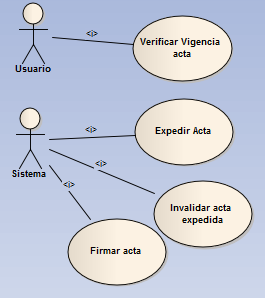 <i>
Verificar Vigencia
acta
Usuario
<i>
Expedir Acta
<i>
Sistema
<i>
Invalidar acta
expedida
Firmar acta